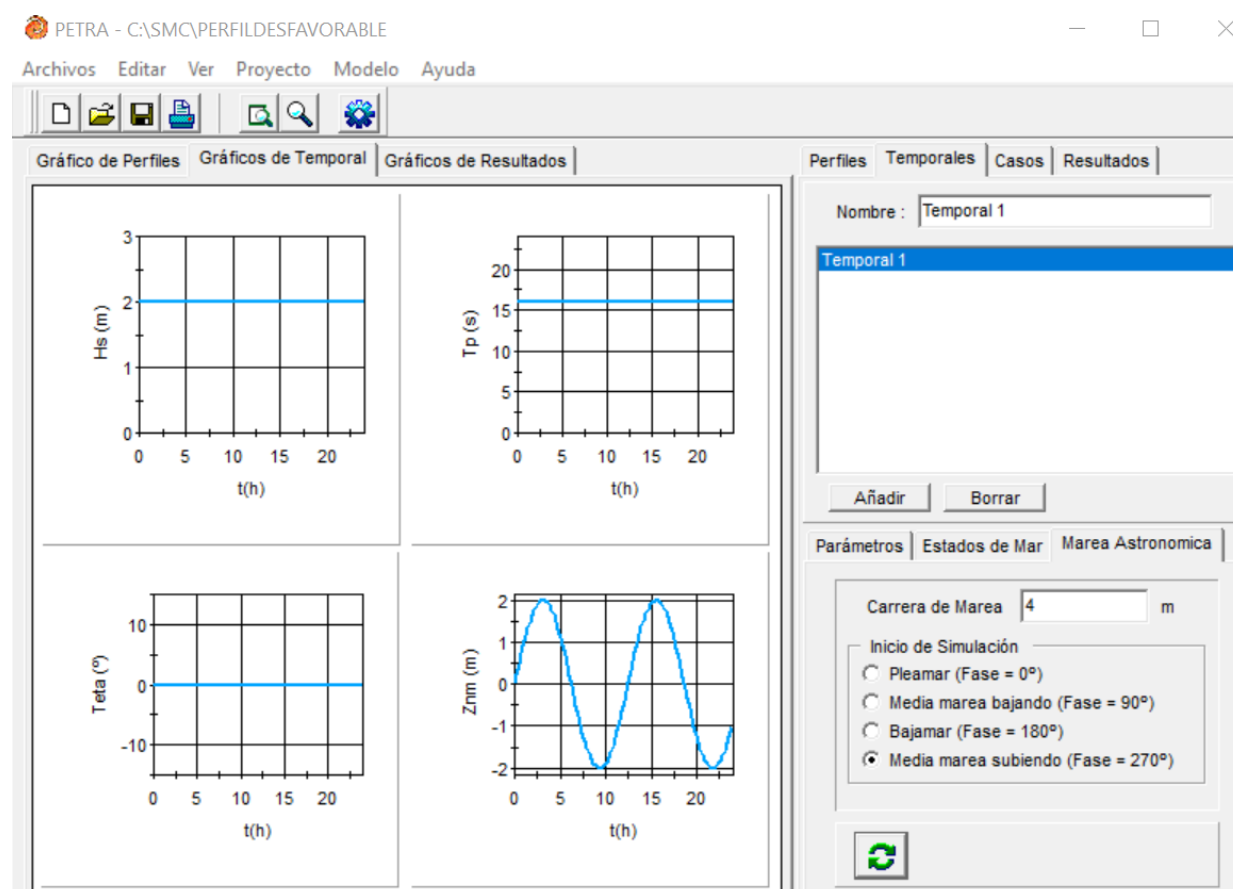 PETRA - C:\SMC\PERFILDESFAVORABLE
Archivos Editar Ver Proyecto Modelo Ayuda
Gráfico de Perfiles Gráficos de Temporal Gráficos de Resultados
3
2
1
0
Hs (m)
0 5 10 15 20
t(h)
20
15
10
5
0
Tp (s)
0 5 10 15 20
t(h)
10
0
-10
Teta (º)
0 5 10 15 20
t(h)
2
1
0
-1
-2
Znm (m)
0 5 10 15 20
t(h)
Perfiles Temporales Casos Resultados
Nombre : Temporal 1
Temporal 1
Añadir Borrar
Parámetros Estados de Mar Marea Astronomica
Carrera de Marea 4 m
Inicio de Simulación
Pleamar (Fase = 0º)
Media marea bajando (Fase = 90º)
Bajamar (Fase = 180º)
Media marea subiendo (Fase = 270º)